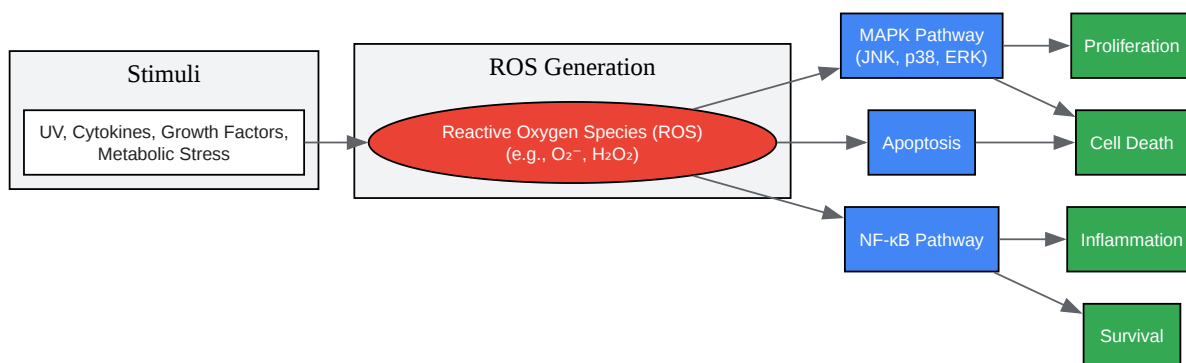 Stimuli
UV, Cytokines, Growth Factors,
Metabolic Stress
ROS Generation
Reactive Oxygen Species (ROS)
(e.g., O₂⁻, H₂O₂)
MAPK Pathway
(JNK, p38, ERK)
Apoptosis
NF-κB Pathway
Proliferation
Cell Death
Inflammation
Survival